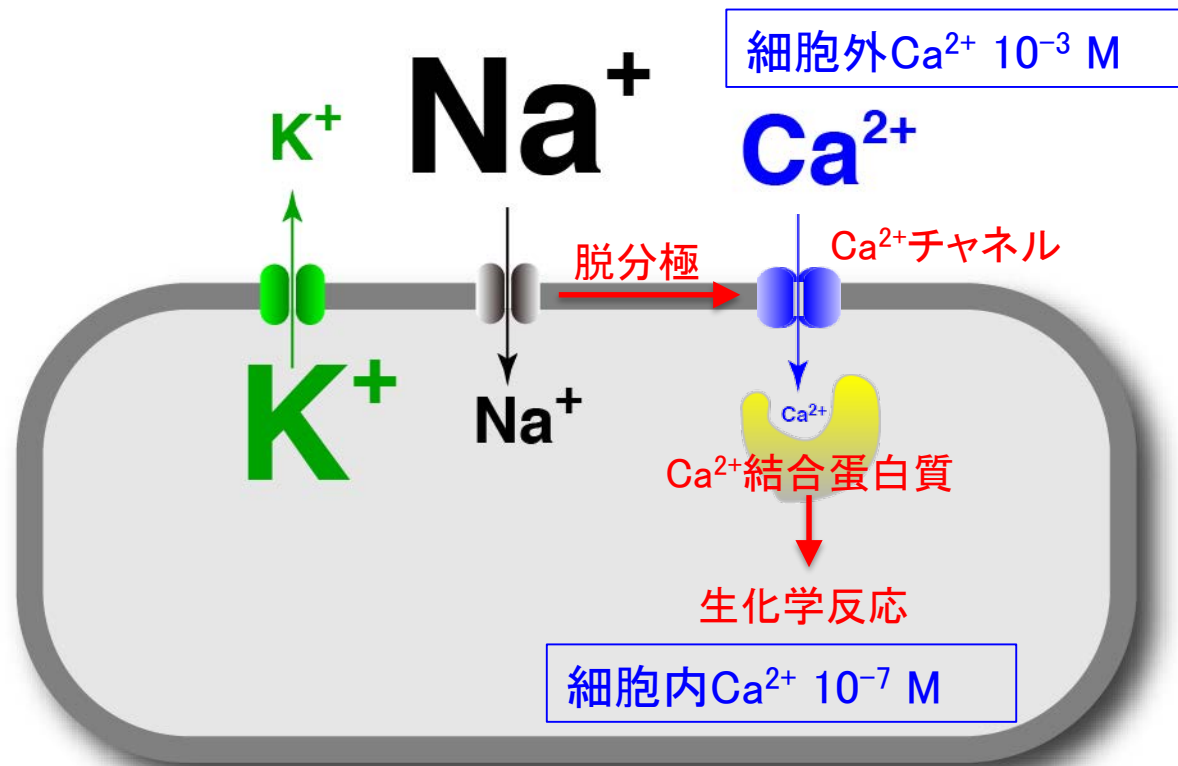 細胞外Ca²⁺ 10⁻³ M
K⁺
Na⁺
Ca²⁺
Ca²⁺チャネル
脱分極
K⁺
Na⁺
Ca²⁺
Ca²⁺結合蛋白質
生化学反応
細胞内Ca²⁺ 10⁻⁷ M